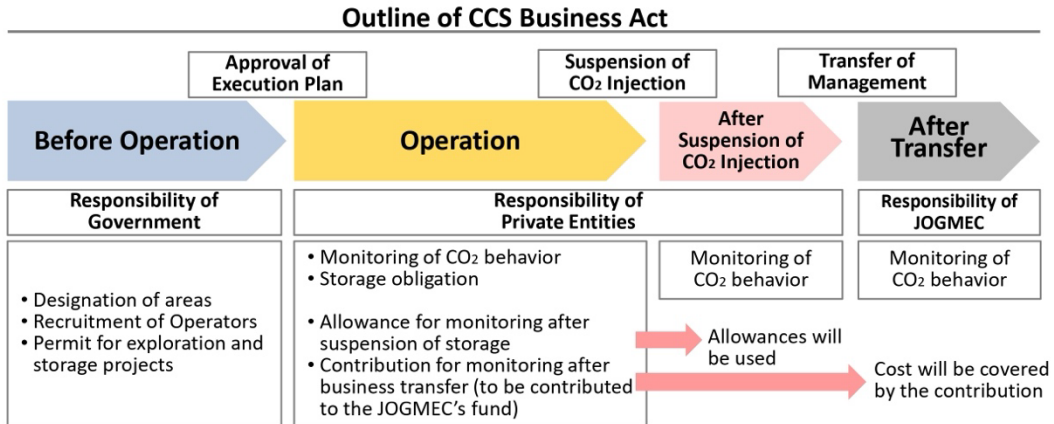 Outline of CCS Business Act
Approval of
Execution Plan
Suspension of
CO₂ Injection
Transfer of
Management
Before Operation
Operation
After
Suspension of
CO₂ Injection
After
Transfer
Responsibility of
Government
Responsibility of
Private Entities
Responsibility of
JOGMEC
• Designation of areas
• Recruitment of Operators
• Permit for exploration and
storage projects
• Monitoring of CO₂ behavior
• Storage obligation
• Allowance for monitoring after
suspension of storage
• Contribution for monitoring after
business transfer (to be contributed
to the JOGMEC's fund)
Monitoring of
CO₂ behavior
Allowances will
be used
Monitoring of
CO₂ behavior
Cost will be covered
by the contribution